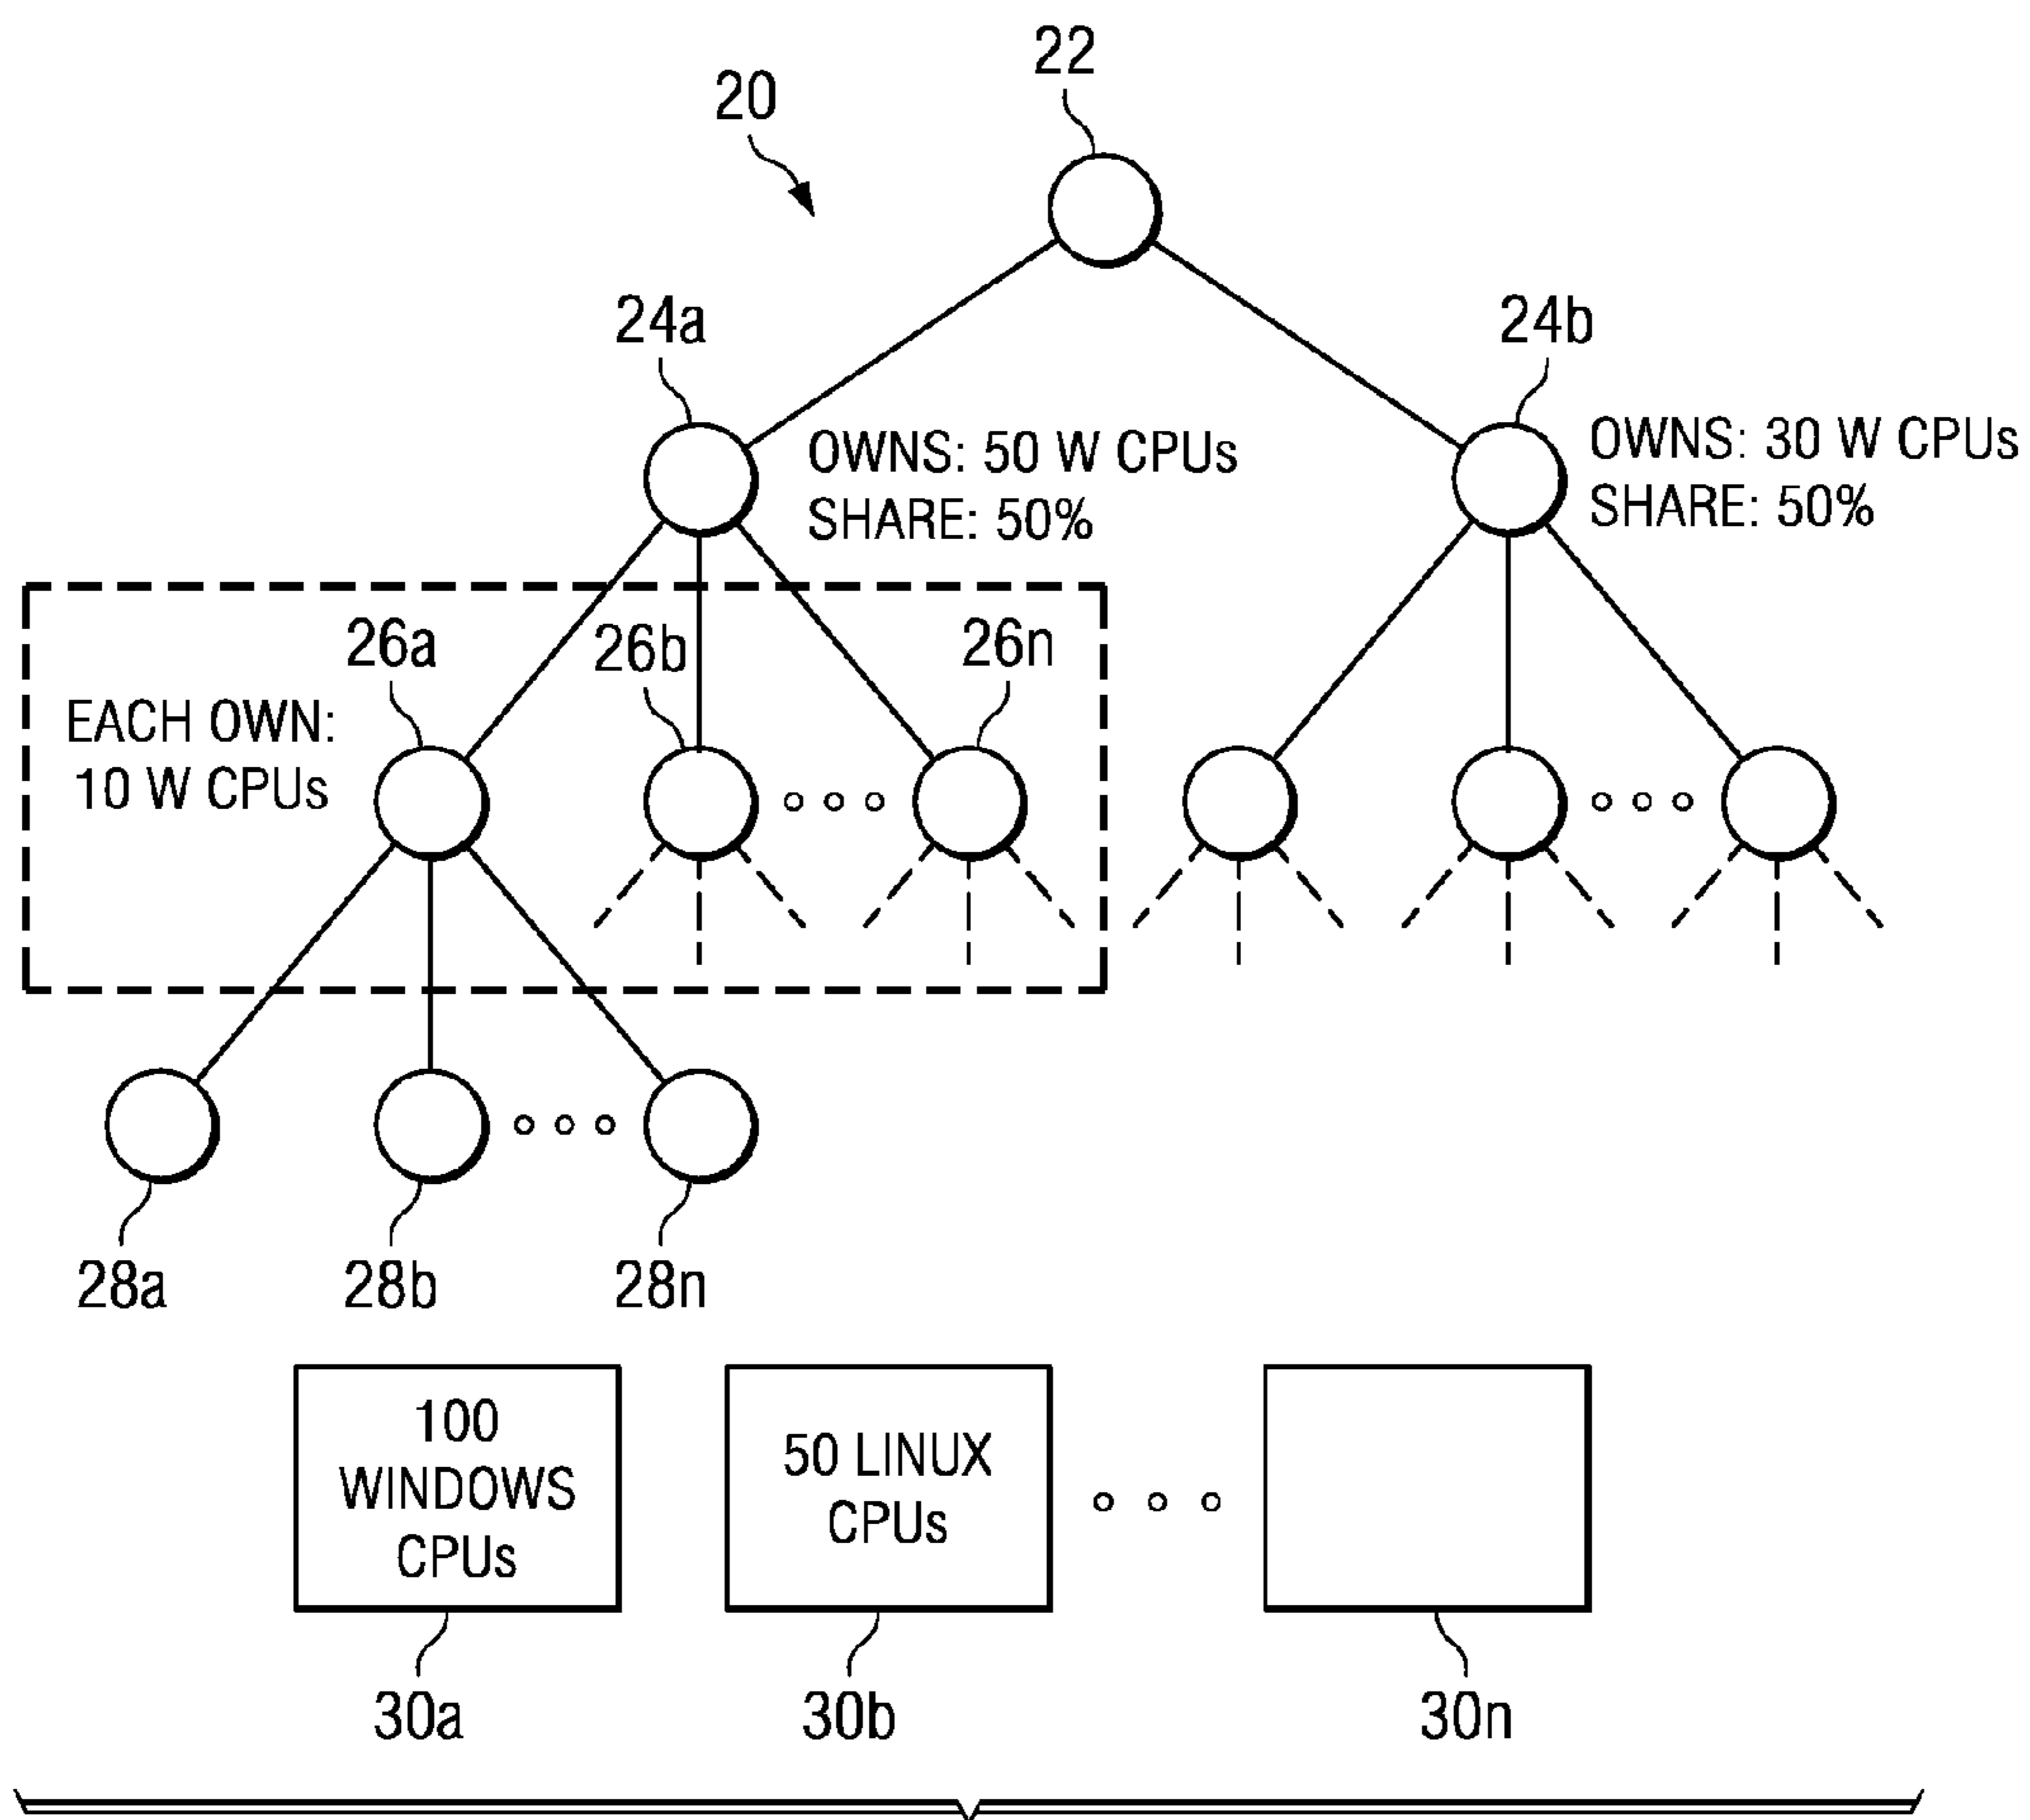 22
20
24a
24b
OWNS: 50 W CPUs
SHARE: 50%
OWNS: 30 W CPUs
SHARE: 50%
26a
26b
26n
EACH OWN:
10 W CPUs
28a
28b
28n
100
WINDOWS
CPUs
50 LINUX
CPUs
30a
30b
30n